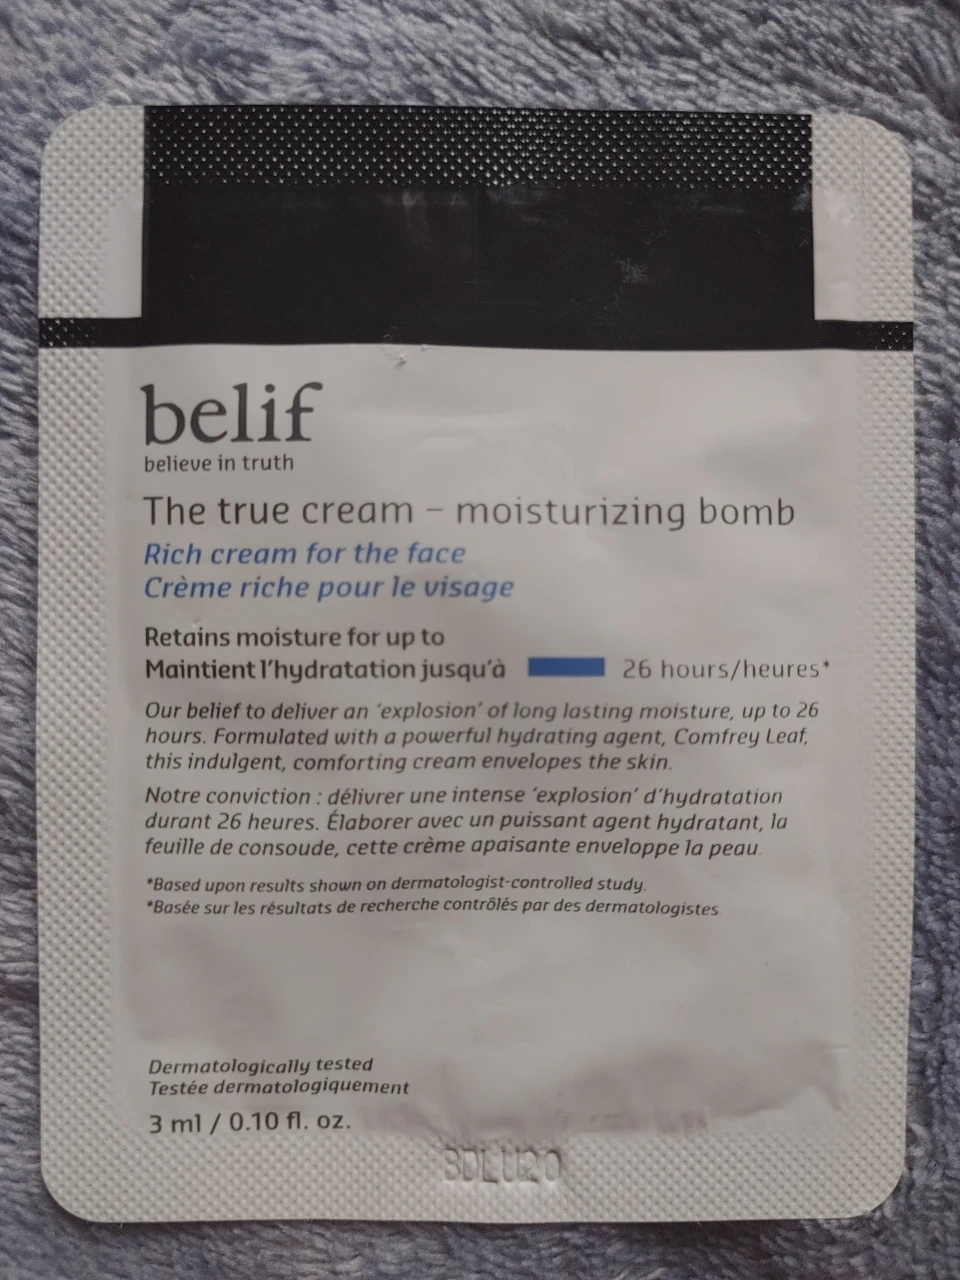 belif
believe in truth
The true cream – moisturizing bomb
Rich cream for the face
Crème riche pour le visage
Retains moisture for up to
Maintient l'hydratation jusqu'à 26 hours/heures*
Our belief to deliver an 'explosion' of long lasting moisture, up to 26
hours. Formulated with a powerful hydrating agent, Comfrey Leaf,
this indulgent, comforting cream envelopes the skin.
Notre conviction : délivrer une intense 'explosion' d'hydratation
durant 26 heures. Élaborer avec un puissant agent hydratant, la
feuille de consoude, cette crème apaisante enveloppe la peau.
*Based upon results shown on dermatologist-controlled study.
*Basée sur les résultats de recherche contrôlés par des dermatologistes
Dermatologically tested
Testée dermatologiquement
3 ml / 0.10 fl. oz.